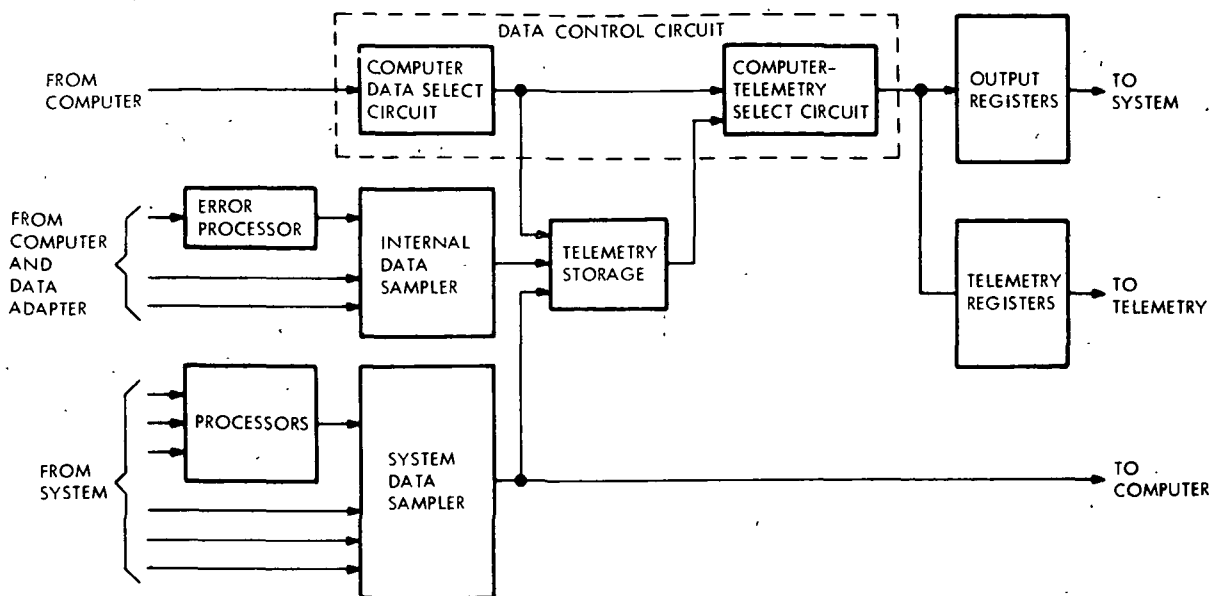 DATA CONTROL CIRCUIT
FROM
COMPUTER
COMPUTER
DATA SELECT
CIRCUIT
COMPUTER-
TELEMETRY
SELECT CIRCUIT
OUTPUT
REGISTERS
TO
SYSTEM
FROM
COMPUTER
AND
DATA
ADAPTER
ERROR
PROCESSOR
INTERNAL
DATA
SAMPLER
TELEMETRY
STORAGE
TELEMETRY
REGISTERS
TO
TELEMETRY
FROM
SYSTEM
PROCESSORS
SYSTEM
DATA
SAMPLER
TO
COMPUTER